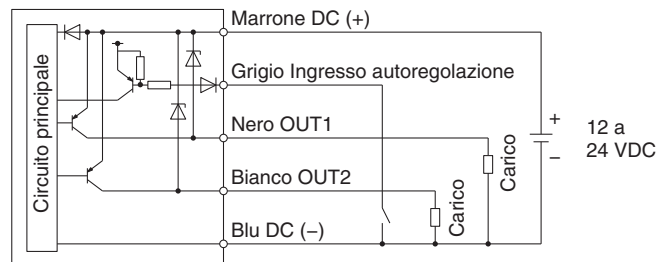 Circuito principale
Marrone DC (+)
Grigio Ingresso autoregolazione
Nero OUT1
Bianco OUT2
Blu DC (−)
Carico
Carico
+
−
12 a
24 VDC